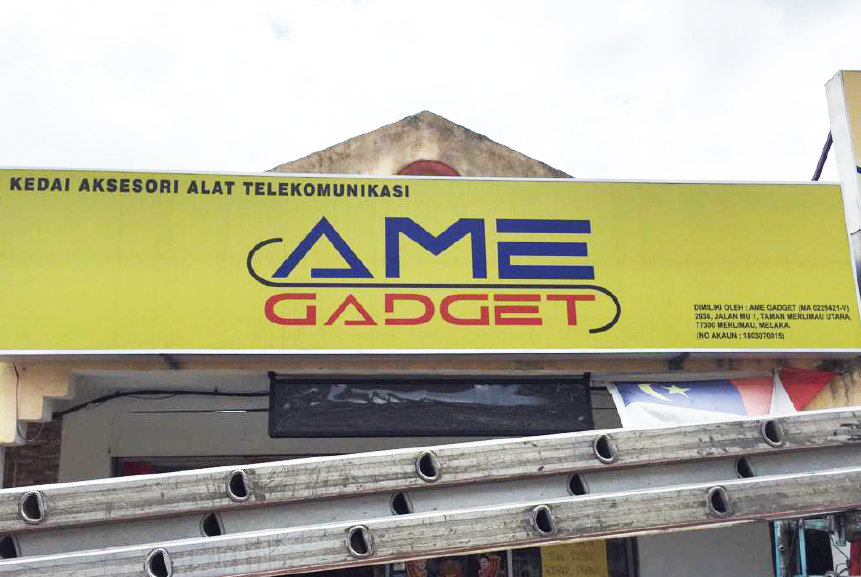 KEDAI AKSESORI ALAT TELEKOMUNIKASI
AME
GADGET
DIMILIKI OLEH : AME GADGET (MA 0229421-V)
2938, JALAN MU 1, TAMAN MERLIMAU UTARA,
77300 MERLIMAU, MELAKA.
(NO AKAUN : 1803070015)